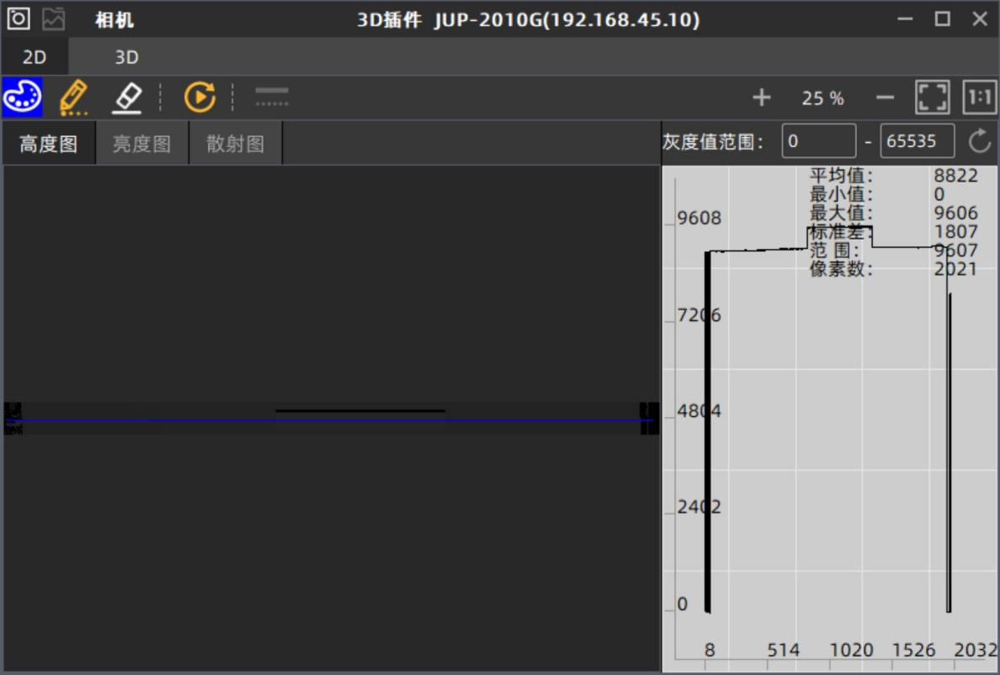 相机
3D插件 JUP-2010G(192.168.45.10)
2D 3D
25 %
1:1
高度图 亮度图 散射图
灰度值范围: 0 - 65535
平均值: 8822
最小值: 0
最大值: 9606
标准差: 1807
范 围: 9607
像素数: 2021
9608
7206
4804
2402
0
8 514 1020 1526 2032